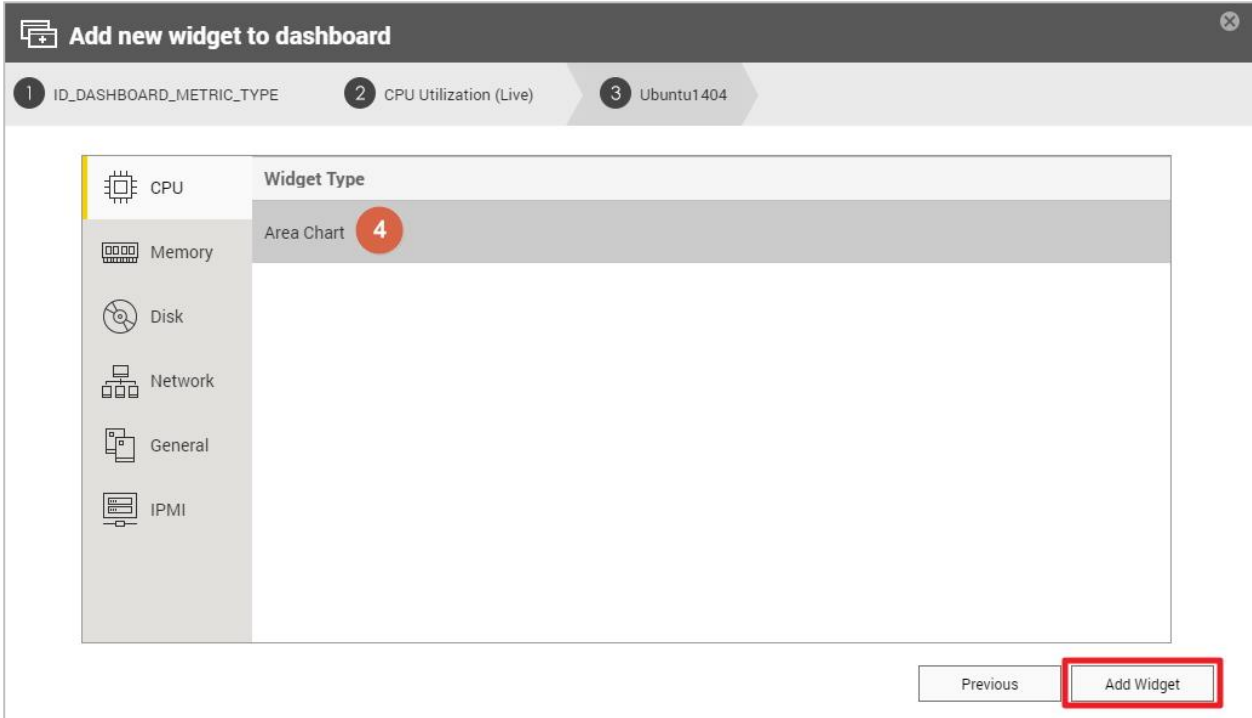 Add new widget to dashboard
1 ID_DASHBOARD_METRIC_TYPE 2 CPU Utilization (Live) 3 Ubuntu1404
CPU
Widget Type
Area Chart 4
Memory
Disk
Network
General
IPMI
Previous Add Widget